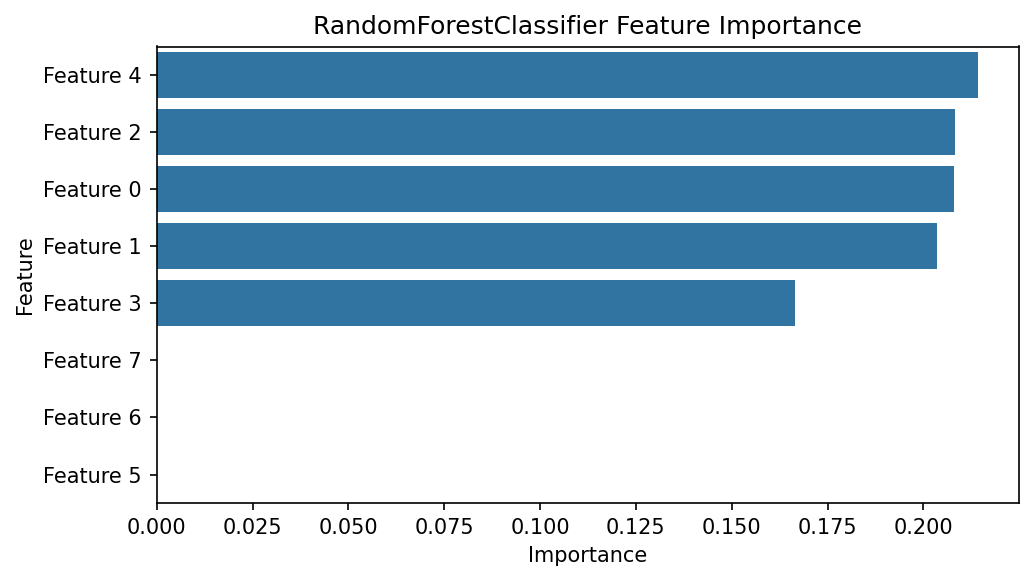 RandomForestClassifier Feature Importance
Feature 4
Feature 2
Feature 0
Feature 1
Feature 3
Feature 7
Feature 6
Feature 5
Feature
0.000 0.025 0.050 0.075 0.100 0.125 0.150 0.175 0.200
Importance